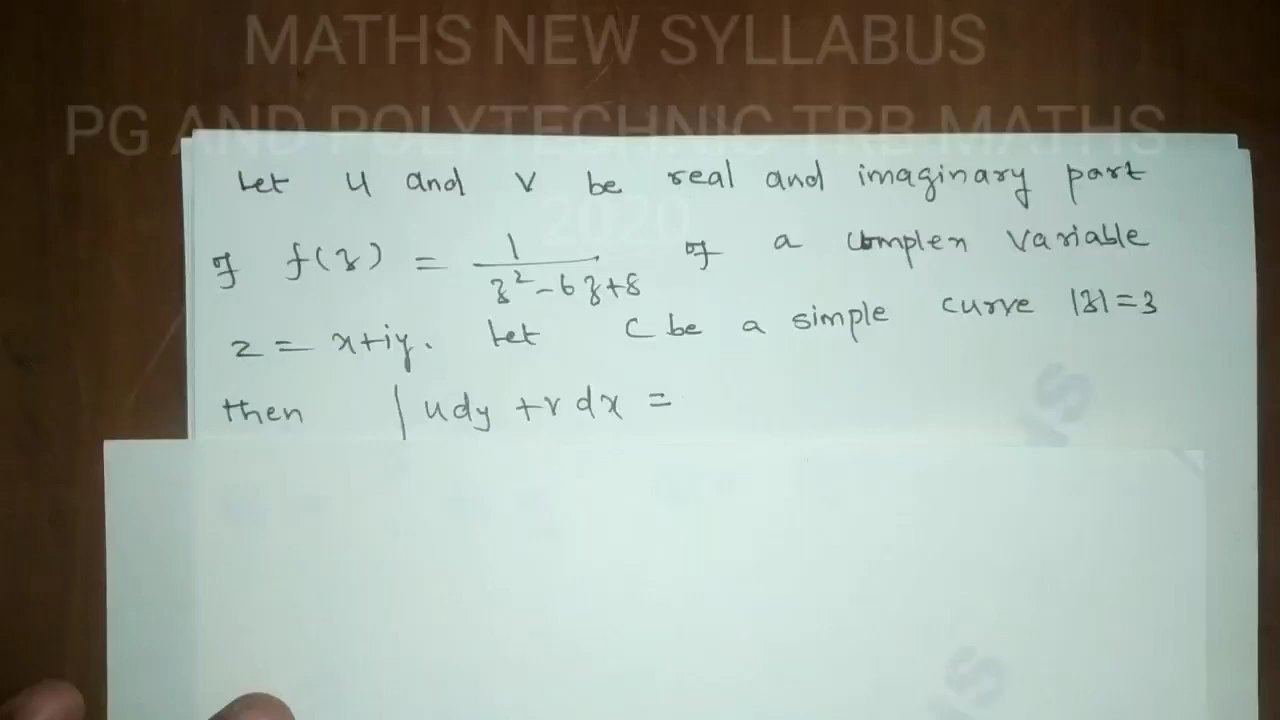 MATHS NEW SYLLABUS
PG AND POLYTECHNIC TRB MATHS
2020
Let u and v be real and imaginary part
of f(z) = 1/(z²-6z+8) of a complex variable
z = x+iy. Let C be a simple curve |z|=3
then ∫ udy + v dx =